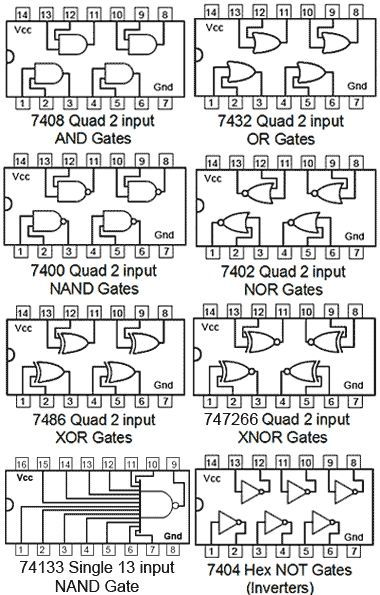 14 13 12 11 10 9 8
Vcc
Gnd
1 2 3 4 5 6 7
7408 Quad 2 input
AND Gates
14 13 12 11 10 9 8
Vcc
Gnd
1 2 3 4 5 6 7
7432 Quad 2 input
OR Gates
14 13 12 11 10 9 8
Vcc
Gnd
1 2 3 4 5 6 7
7400 Quad 2 input
NAND Gates
14 13 12 11 10 9 8
Vcc
Gnd
1 2 3 4 5 6 7
7402 Quad 2 input
NOR Gates
14 13 12 11 10 9 8
Vcc
Gnd
1 2 3 4 5 6 7
7486 Quad 2 input
XOR Gates
14 13 12 11 10 9 8
Vcc
Gnd
1 2 3 4 5 6 7
747266 Quad 2 input
XNOR Gates
16 15 14 13 12 11 10 9
Vcc
Gnd
1 2 3 4 5 6 7 8
74133 Single 13 input
NAND Gate
14 13 12 11 10 9 8
Vcc
Gnd
1 2 3 4 5 6 7
7404 Hex NOT Gates
(Inverters)